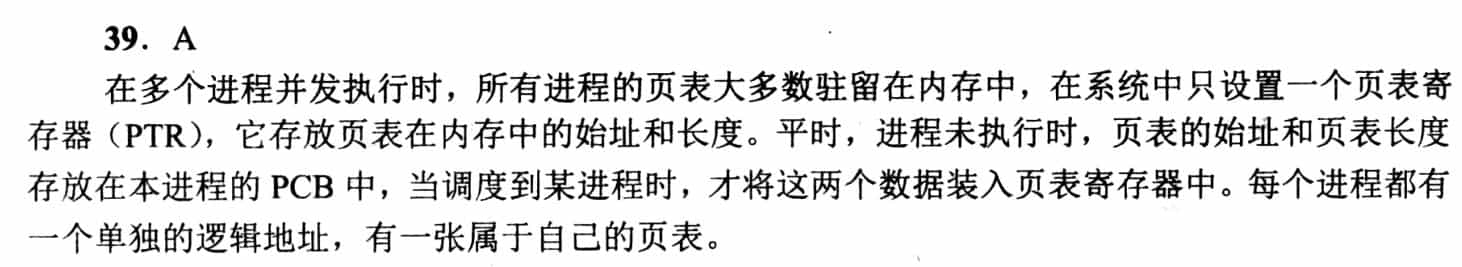 39. A
在多个进程并发执行时，所有进程的页表大多数驻留在内存中，在系统中只设置一个页表寄
存器（PTR），它存放页表在内存中的始址和长度。平时，进程未执行时，页表的始址和页表长度
存放在本进程的 PCB 中，当调度到某进程时，才将这两个数据装入页表寄存器中。每个进程都有
一个单独的逻辑地址，有一张属于自己的页表。